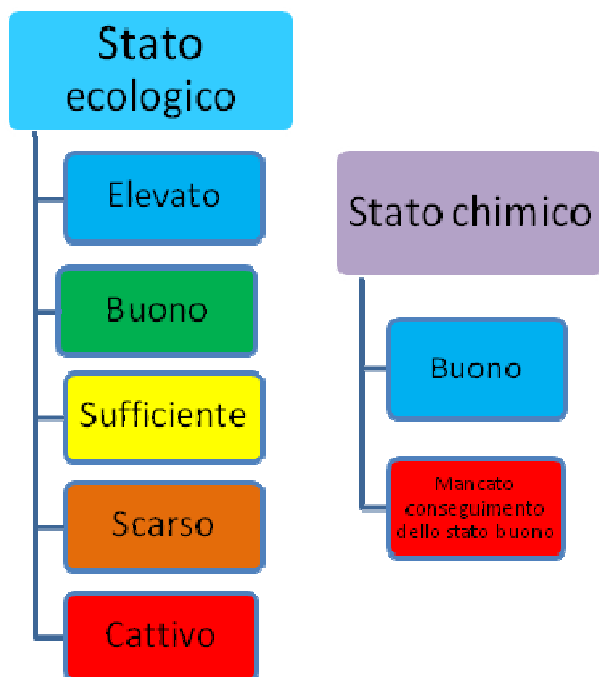 Stato
ecologico
Elevato
Buono
Sufficiente
Scarso
Cattivo
Stato chimico
Buono
Mancato
conseguimento
dello stato buono